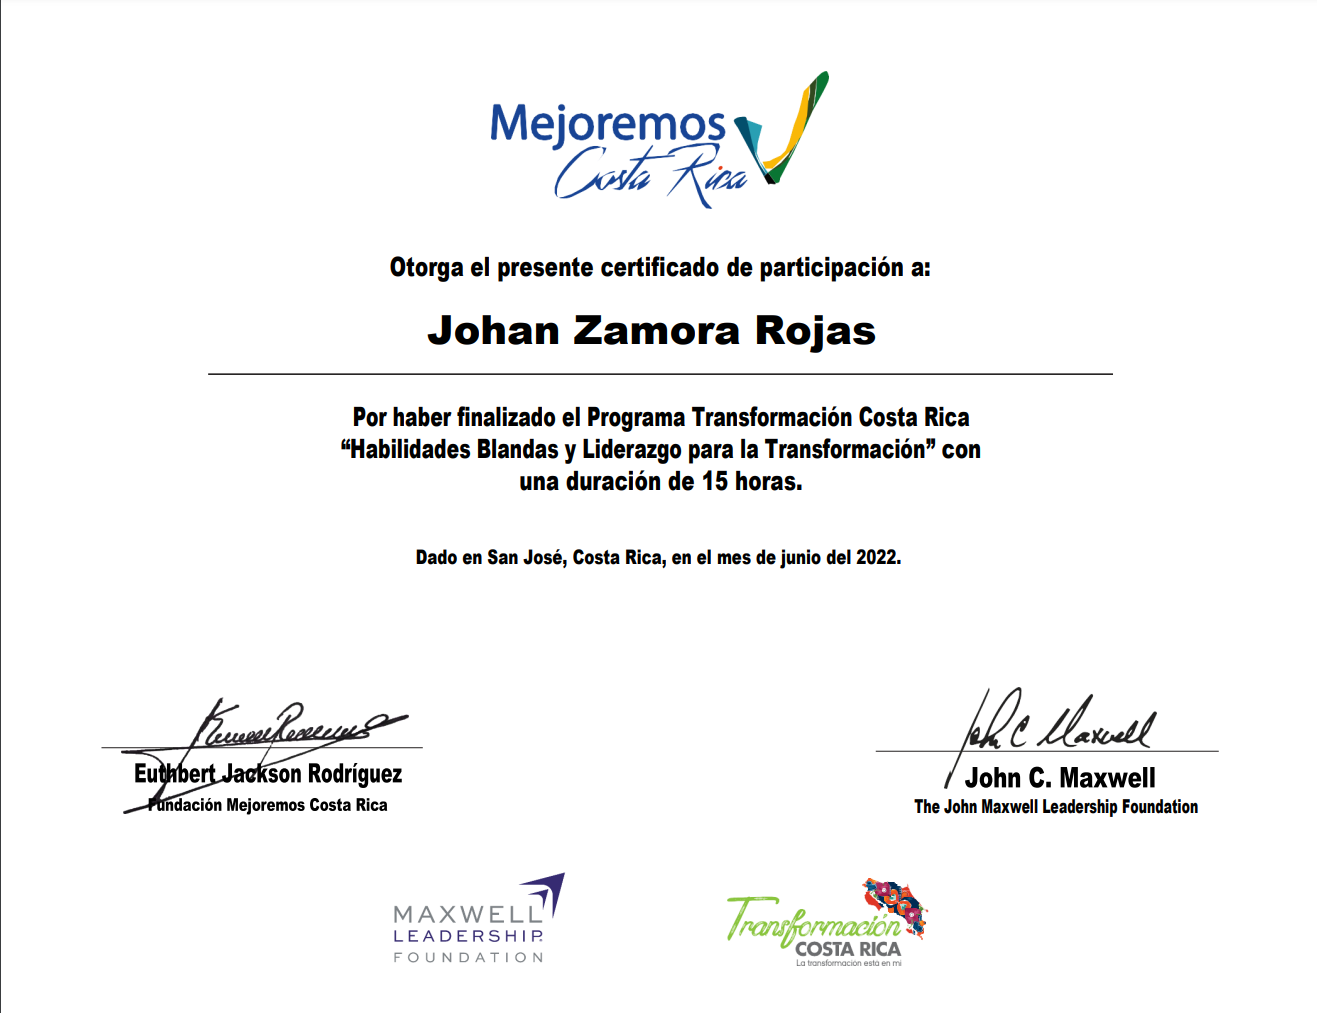 Mejoremos
Costa Rica
Otorga el presente certificado de participación a:
Johan Zamora Rojas
Por haber finalizado el Programa Transformación Costa Rica
“Habilidades Blandas y Liderazgo para la Transformación” con
una duración de 15 horas.
Dado en San José, Costa Rica, en el mes de junio del 2022.
John C Maxwell
Euthbert Jackson Rodríguez
Fundación Mejoremos Costa Rica
John C. Maxwell
The John Maxwell Leadership Foundation
MAXWELL
LEADERSHIP
FOUNDATION
Transformación
COSTA RICA
La transformación está en mí